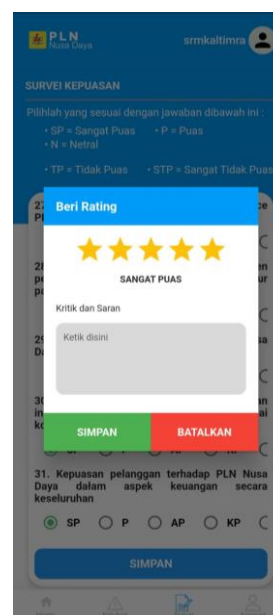 PLN
Nusa Daya
srmkaltimra
SURVEI KEPUASAN
Pilihlah yang sesuai dengan jawaban dibawah ini :
• SP = Sangat Puas • P = Puas
• N = Netral
• TP = Tidak Puas • STP = Sangat Tidak Puas
Beri Rating
SANGAT PUAS
Kritik dan Saran
Ketik disini
SIMPAN BATALKAN
31. Kepuasan pelanggan terhadap PLN Nusa
Daya dalam aspek keuangan secara
keseluruhan
SP P AP KP
SIMPAN